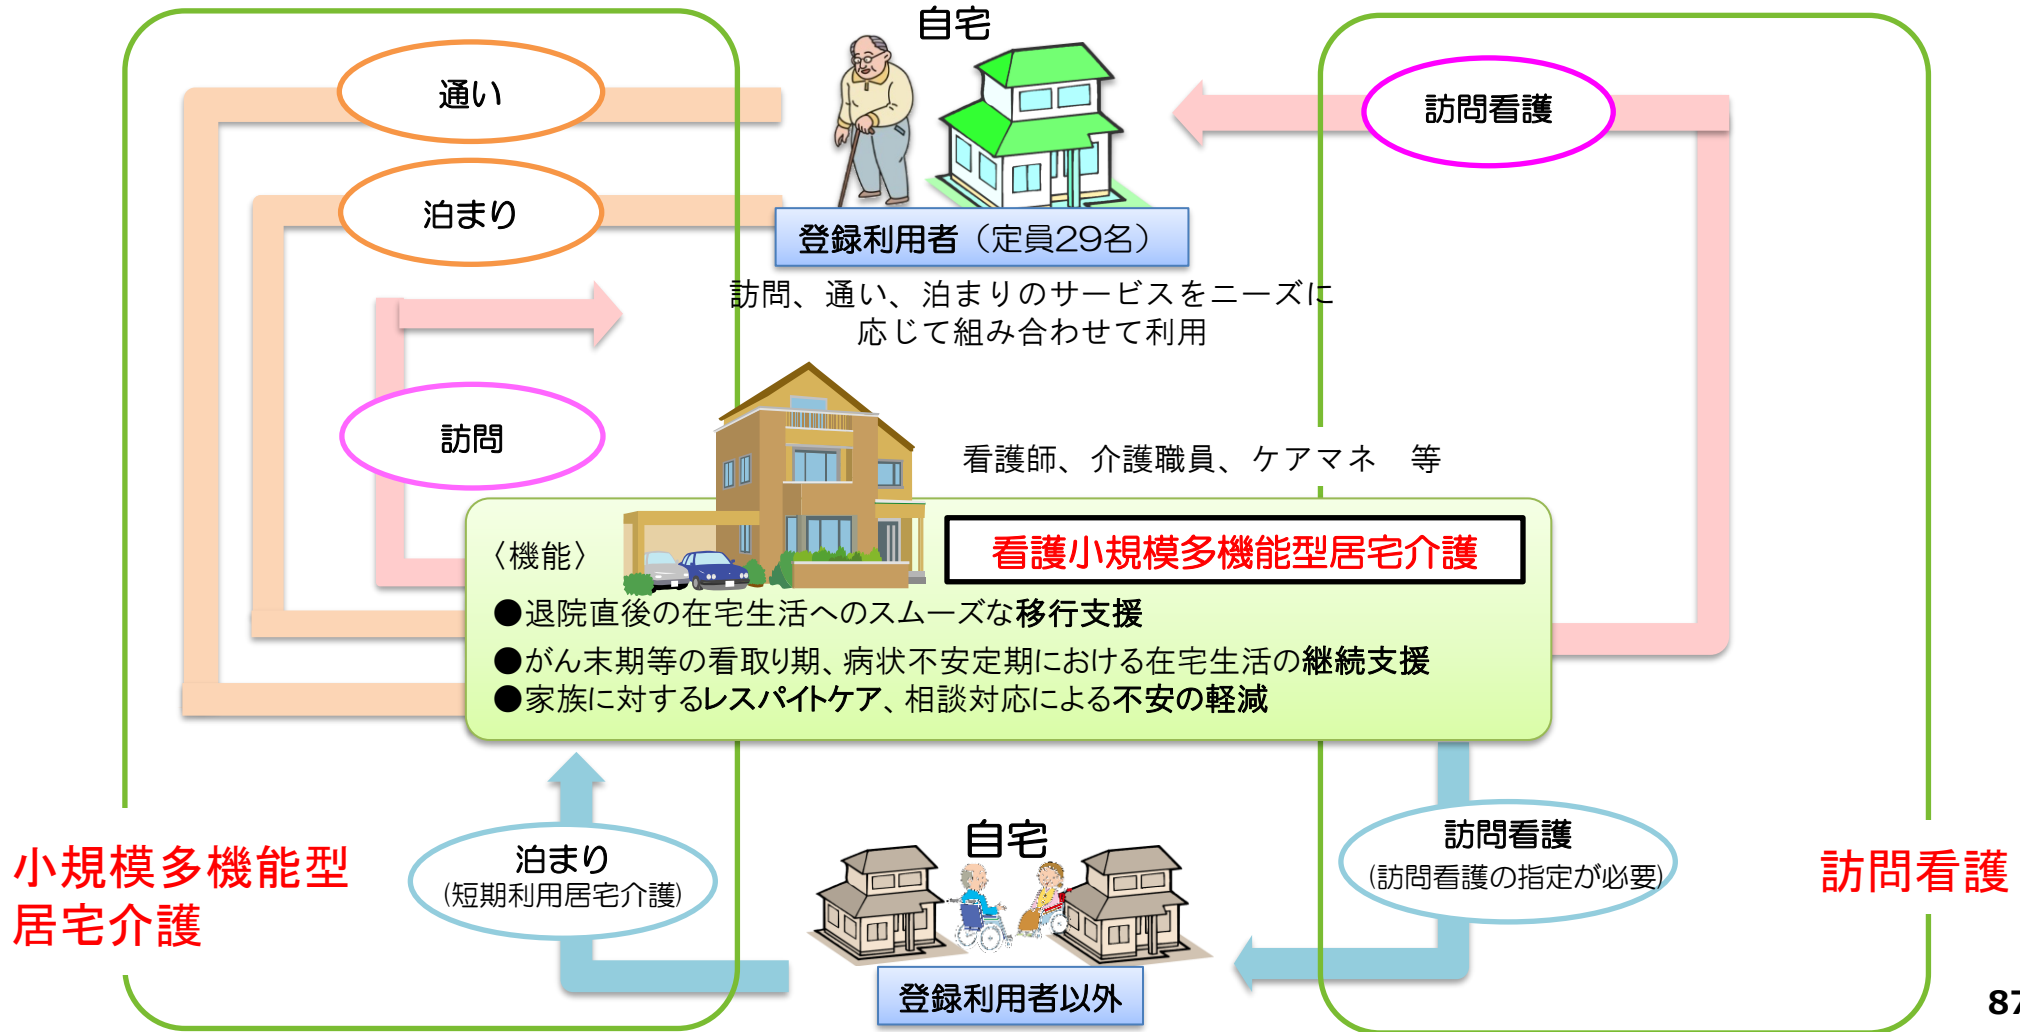 自宅
通い
訪問看護
泊まり
登録利用者（定員29名）
訪問、通い、泊まりのサービスをニーズに
応じて組み合わせて利用
訪問
看護師、介護職員、ケアマネ　等
〈機能〉
看護小規模多機能型居宅介護
●退院直後の在宅生活へのスムーズな移行支援
●がん末期等の看取り期、病状不安定期における在宅生活の継続支援
●家族に対するレスパイトケア、相談対応による不安の軽減
小規模多機能型
居宅介護
泊まり
(短期利用居宅介護)
自宅
訪問看護
(訪問看護の指定が必要)
訪問看護
登録利用者以外
87